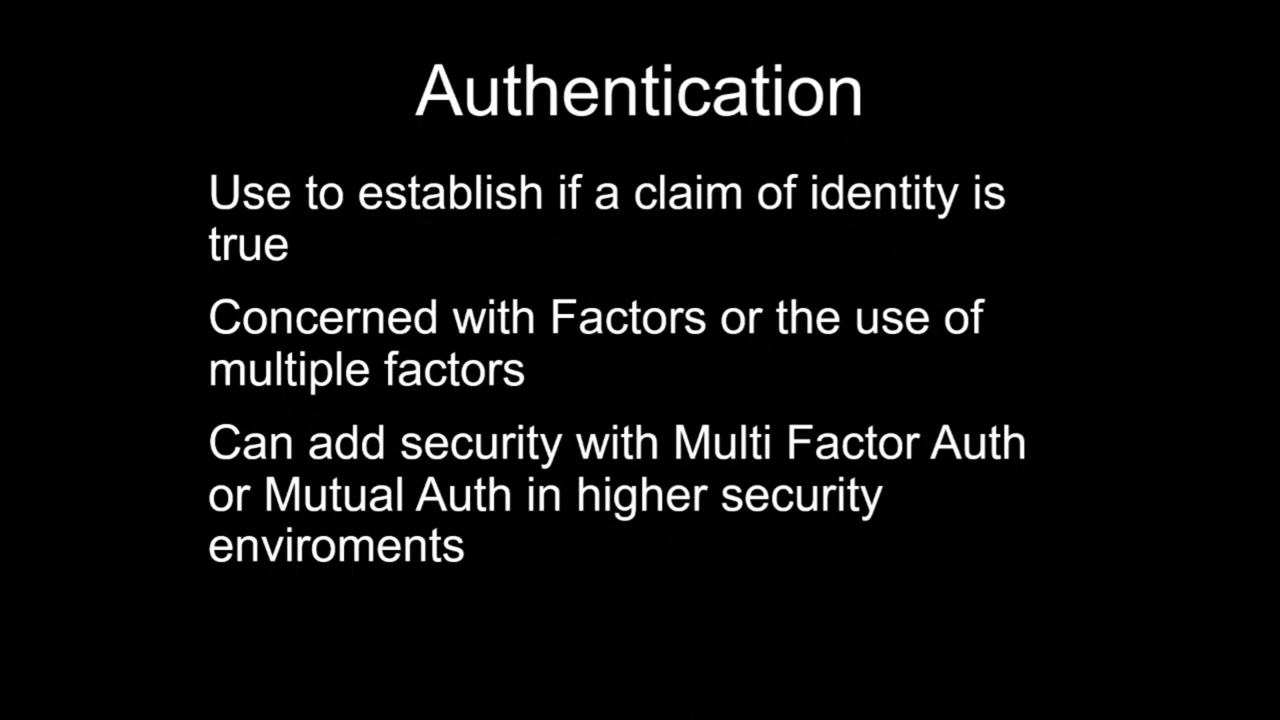 Authentication
Use to establish if a claim of identity is
true
Concerned with Factors or the use of
multiple factors
Can add security with Multi Factor Auth
or Mutual Auth in higher security
enviroments